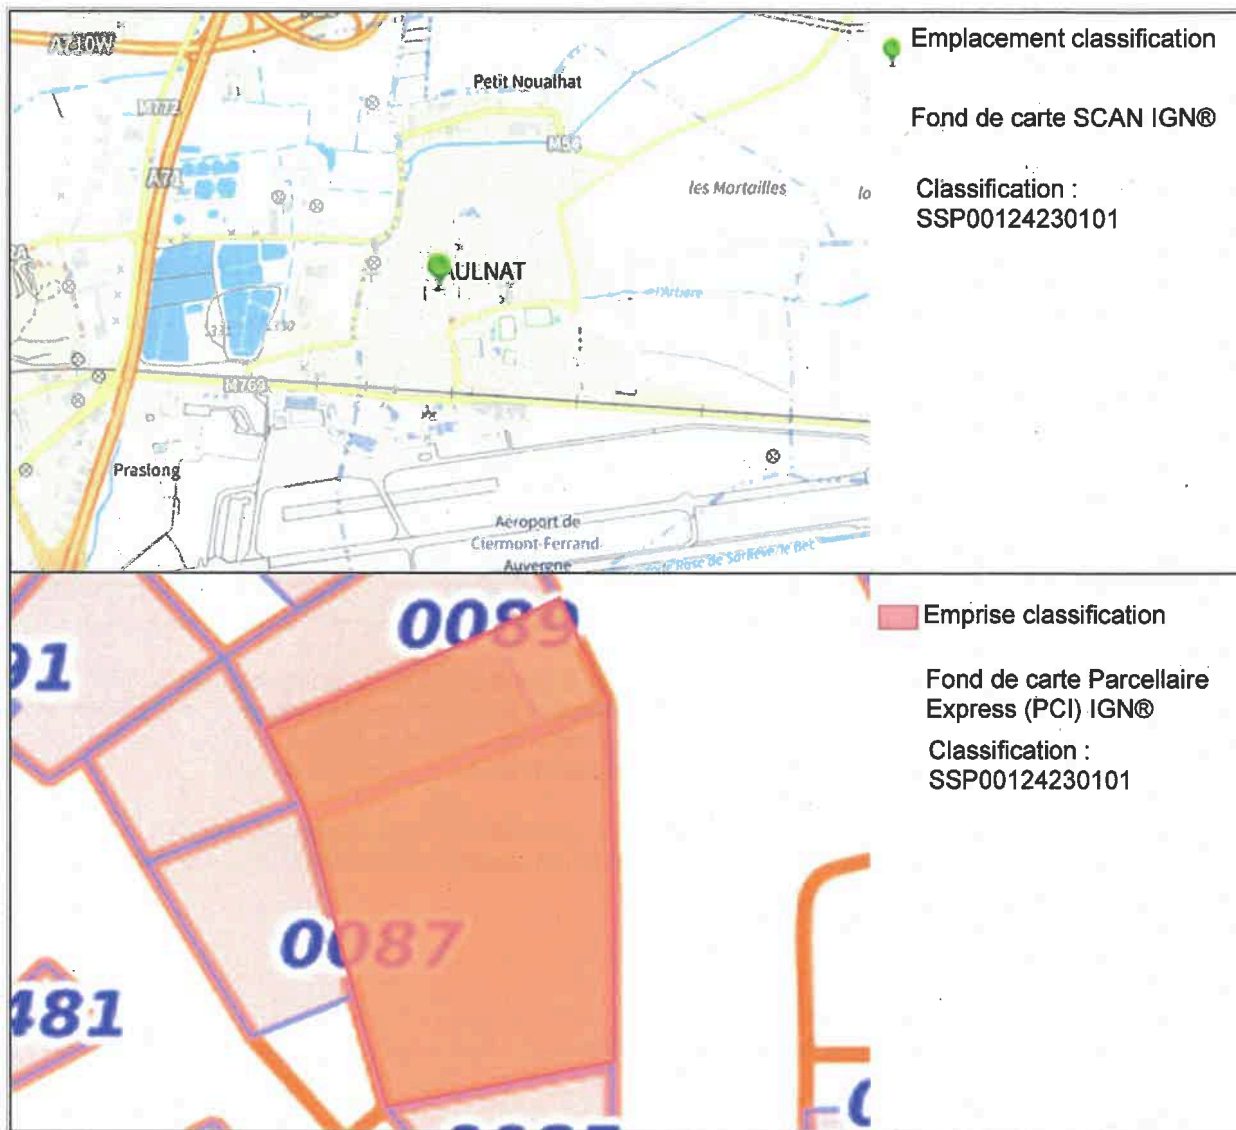 A710W
Petit Noualhat
M772
M54
A71
les Mortailles
AULNAT
l'Artière
M769
Praslong
Aéroport de
Clermont-Ferrand
Auvergne
Emplacement classification
Fond de carte SCAN IGN®
Classification :
SSP00124230101
0089
91
0087
481
Emprise classification
Fond de carte Parcellaire
Express (PCI) IGN®
Classification :
SSP00124230101